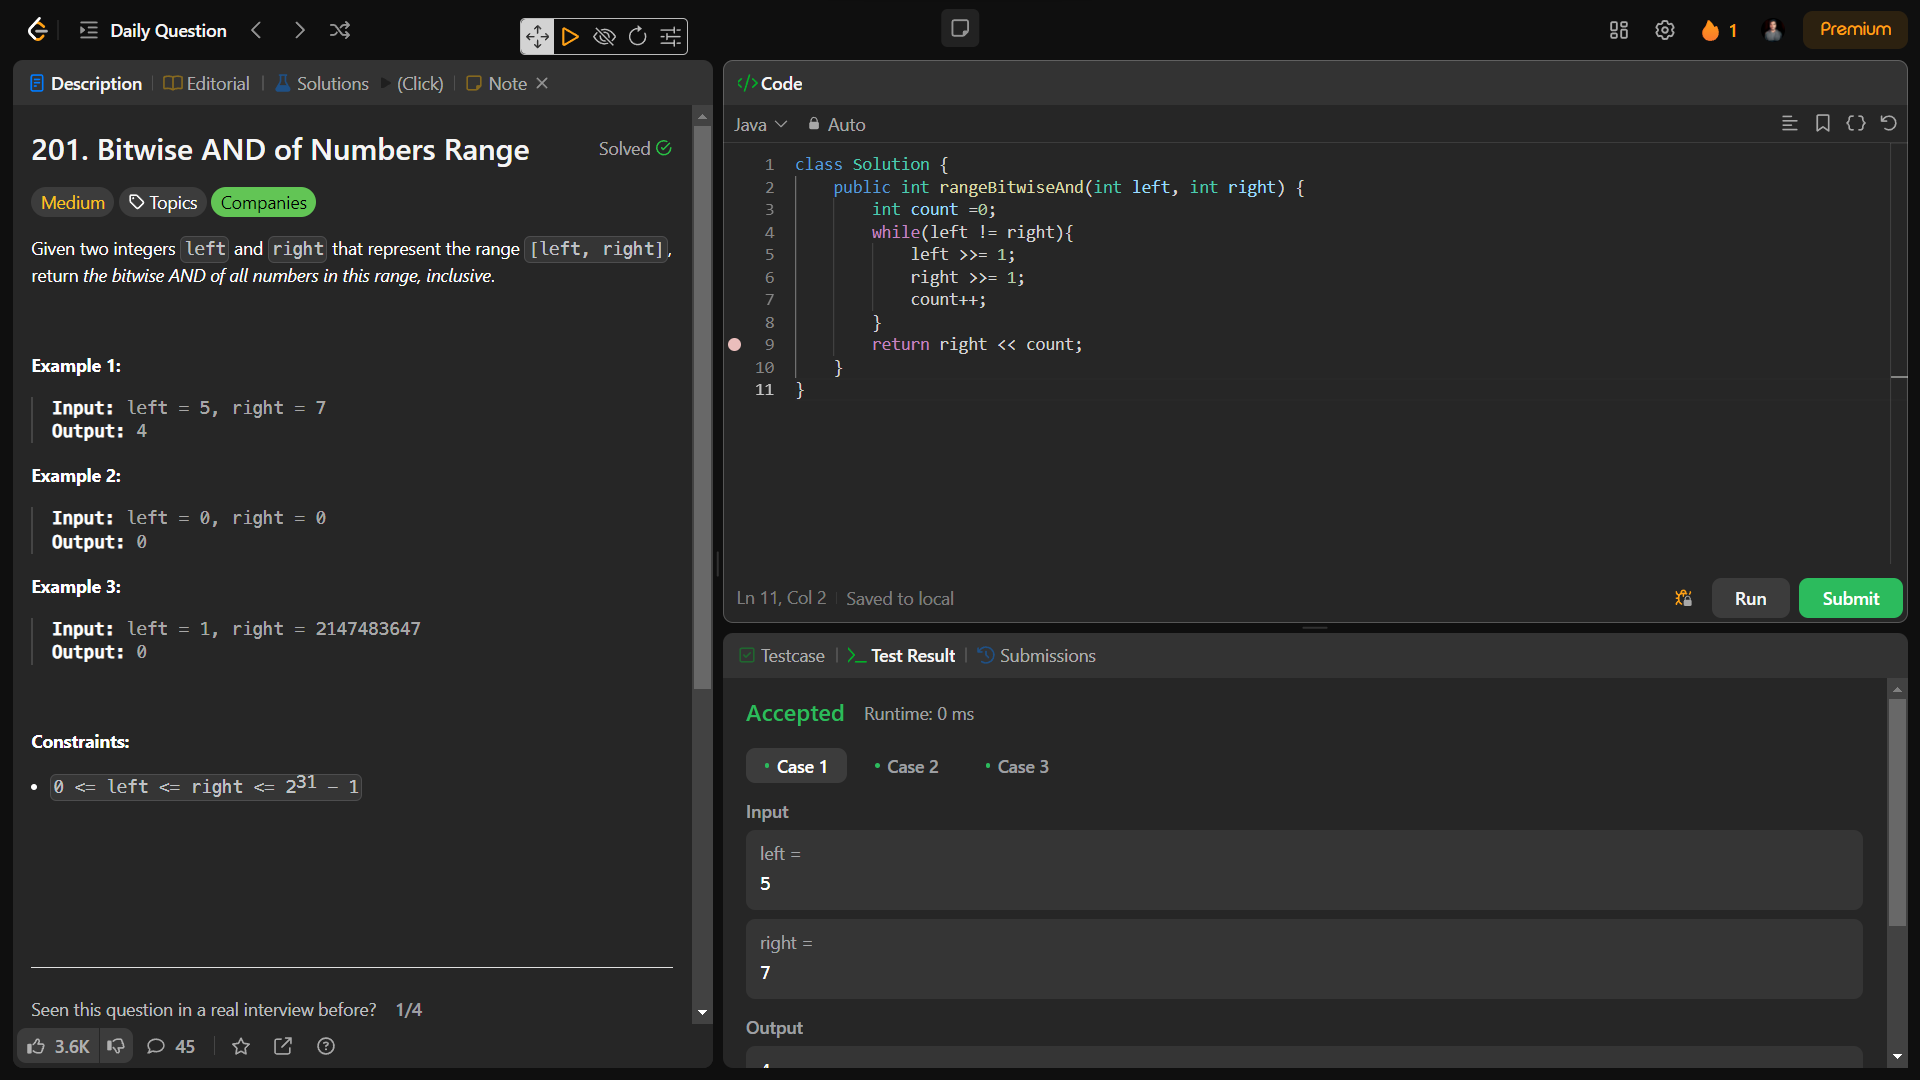 Daily Question
1
Premium
Description
Editorial
Solutions
(Click)
Note
201. Bitwise AND of Numbers Range
Solved
Medium
Topics
Companies
Given two integers left and right that represent the range [left, right],
return the bitwise AND of all numbers in this range, inclusive.
Example 1:
Input: left = 5, right = 7
Output: 4
Example 2:
Input: left = 0, right = 0
Output: 0
Example 3:
Input: left = 1, right = 2147483647
Output: 0
Constraints:
• 0 <= left <= right <= 2³¹ - 1
Seen this question in a real interview before? 1/4
3.6K
45
</> Code
Java
Auto
1 class Solution {
2 public int rangeBitwiseAnd(int left, int right) {
3 int count =0;
4 while(left != right){
5 left >>= 1;
6 right >>= 1;
7 count++;
8 }
9 return right << count;
10 }
11 }
Ln 11, Col 2
Saved to local
Run
Submit
Testcase
>_ Test Result
Submissions
Accepted
Runtime: 0 ms
• Case 1
• Case 2
• Case 3
Input
left =
5
right =
7
Output